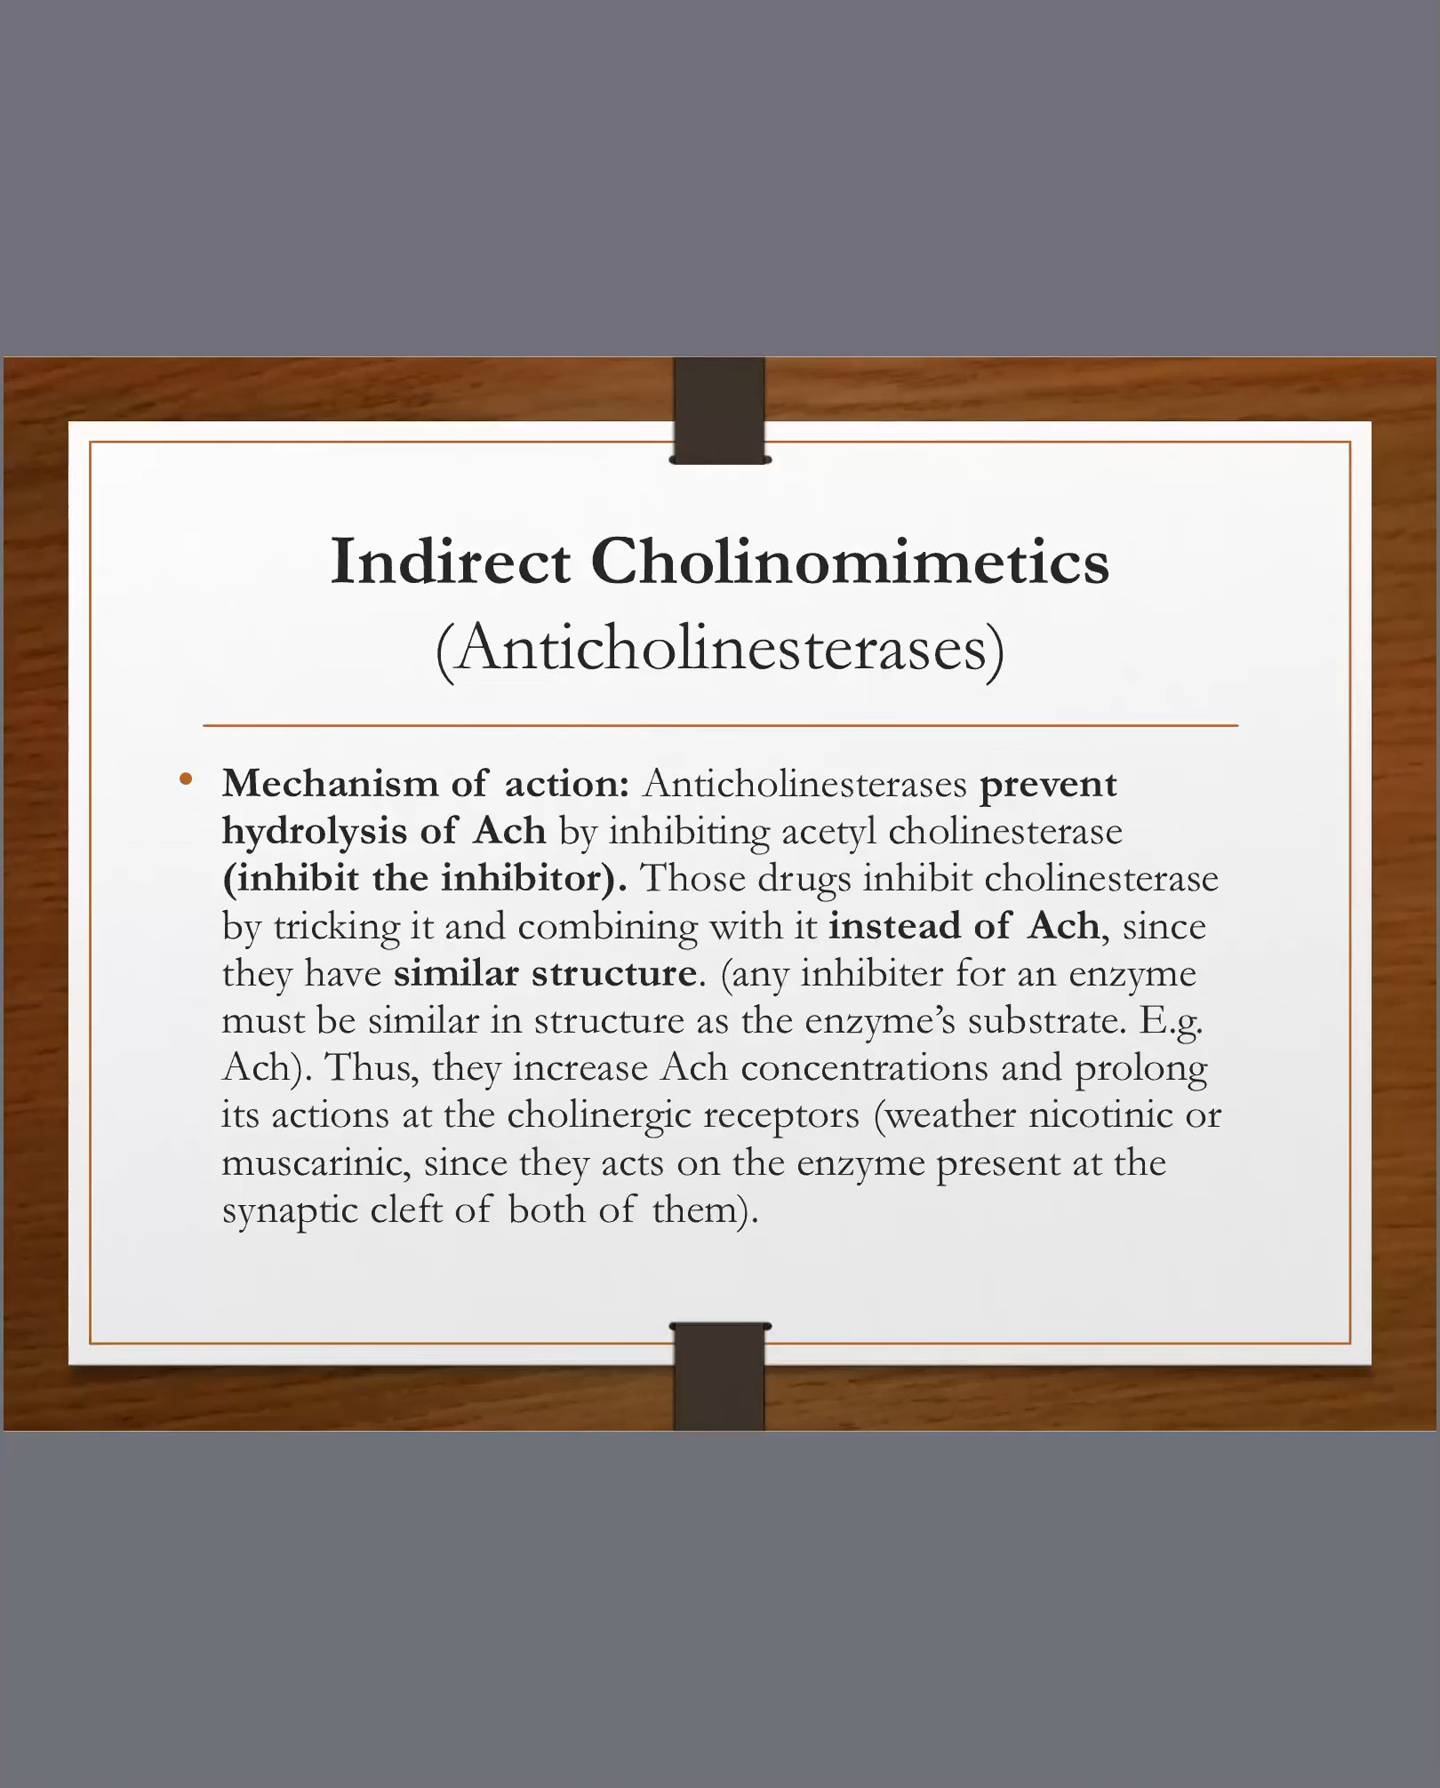 Indirect Cholinomimetics
(Anticholinesterases)
• Mechanism of action: Anticholinesterases prevent
hydrolysis of Ach by inhibiting acetyl cholinesterase
(inhibit the inhibitor). Those drugs inhibit cholinesterase
by tricking it and combining with it instead of Ach, since
they have similar structure. (any inhibiter for an enzyme
must be similar in structure as the enzyme’s substrate. E.g.
Ach). Thus, they increase Ach concentrations and prolong
its actions at the cholinergic receptors (weather nicotinic or
muscarinic, since they acts on the enzyme present at the
synaptic cleft of both of them).